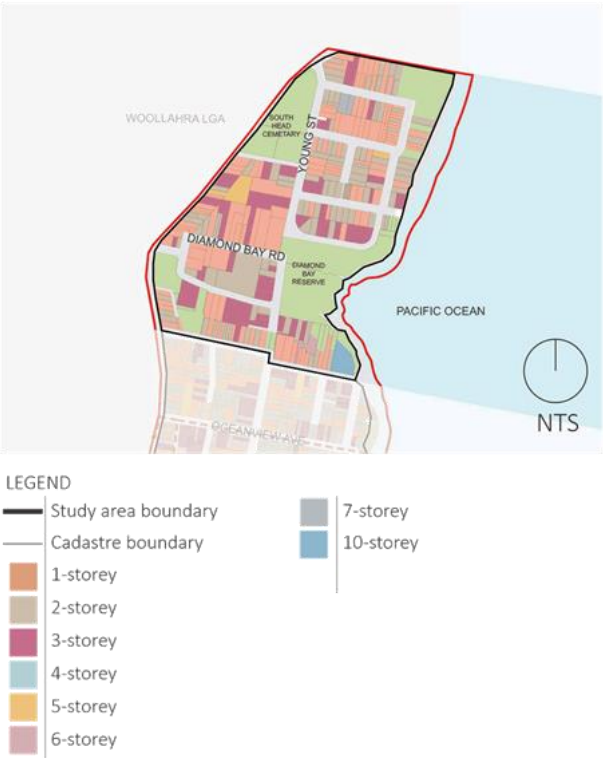 WOOLLAHRA LGA
SOUTH
HEAD
CEMETARY
YOUNG ST
DIAMOND BAY RD
DIAMOND
BAY
RESERVE
PACIFIC OCEAN
OCEANVIEW AVE
NTS
LEGEND
Study area boundary
Cadastre boundary
1-storey
2-storey
3-storey
4-storey
5-storey
6-storey
7-storey
10-storey